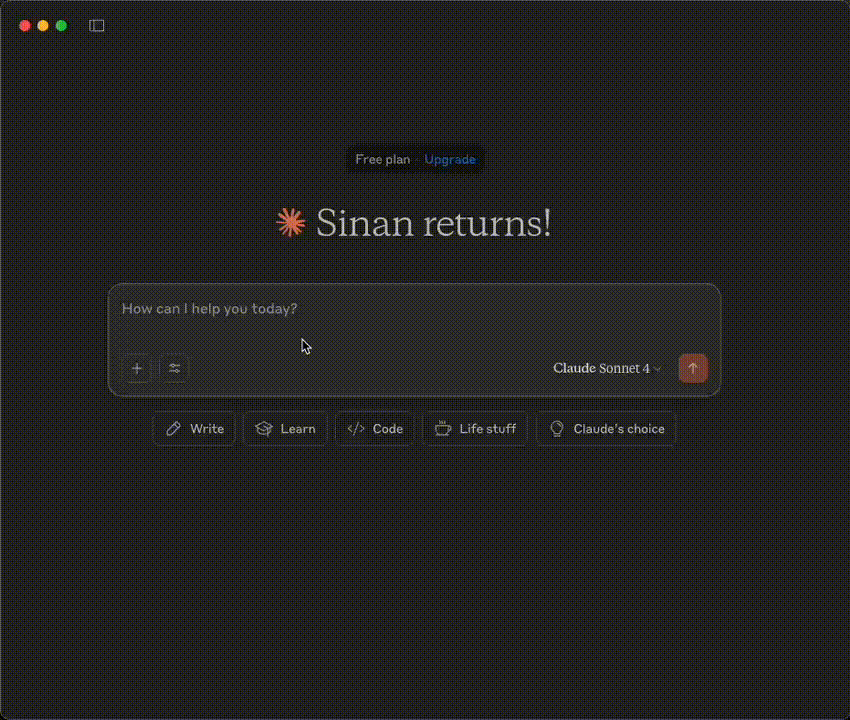 Free plan · Upgrade
Sinan returns!
How can I help you today?
Claude Sonnet 4
Write
Learn
Code
Life stuff
Claude's choice